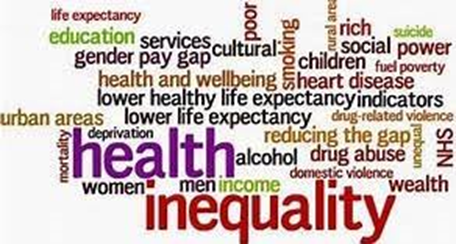 life expectancy
poor
rural areas
rich
suicide
education
services
cultural
smoking
social
power
gender pay gap
children
fuel poverty
health and wellbeing
heart disease
lower healthy life expectancy
indicators
urban areas
lower life expectancy
drug-related violence
mortality
deprivation
reducing the gap
NHS
health
alcohol
drug abuse
domestic violence
women
men
income
wealth
inequality